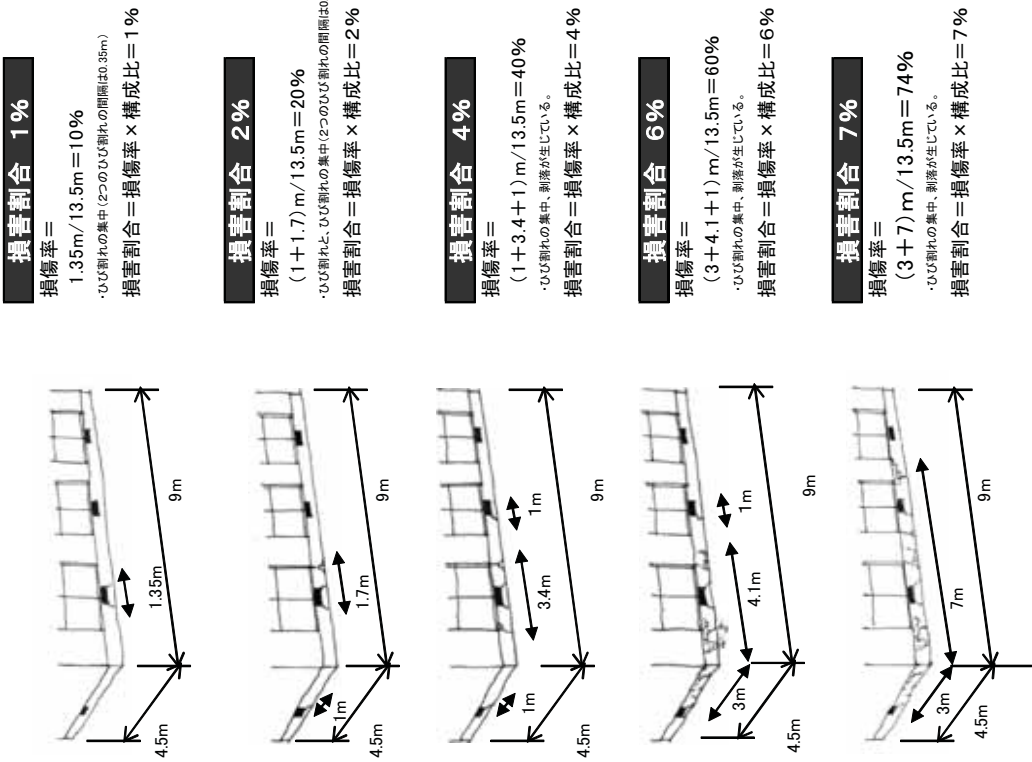 損害割合 1%
損傷率＝
1.35m/13.5m＝10%
・ひび割れの集中(2つのひび割れの間隔は0.35m)
損害割合＝損傷率×構成比＝1%
4.5m
1.35m
9m
損害割合 2%
損傷率＝
(1＋1.7)m/13.5m＝20%
・ひび割れと、ひび割れの集中(2つのひび割れの間隔は0
損害割合＝損傷率×構成比＝2%
4.5m
1m
1.7m
9m
損害割合 4%
損傷率＝
(1＋3.4＋1)m/13.5m＝40%
・ひび割れの集中、剥落が生じている。
損害割合＝損傷率×構成比＝4%
4.5m
1m
3.4m
1m
9m
損害割合 6%
損傷率＝
(3＋4.1＋1)m/13.5m＝60%
・ひび割れの集中、剥落が生じている。
損害割合＝損傷率×構成比＝6%
4.5m
3m
4.1m
1m
9m
損害割合 7%
損傷率＝
(3＋7)m/13.5m＝74%
・ひび割れの集中、剥落が生じている。
損害割合＝損傷率×構成比＝7%
4.5m
3m
7m
9m